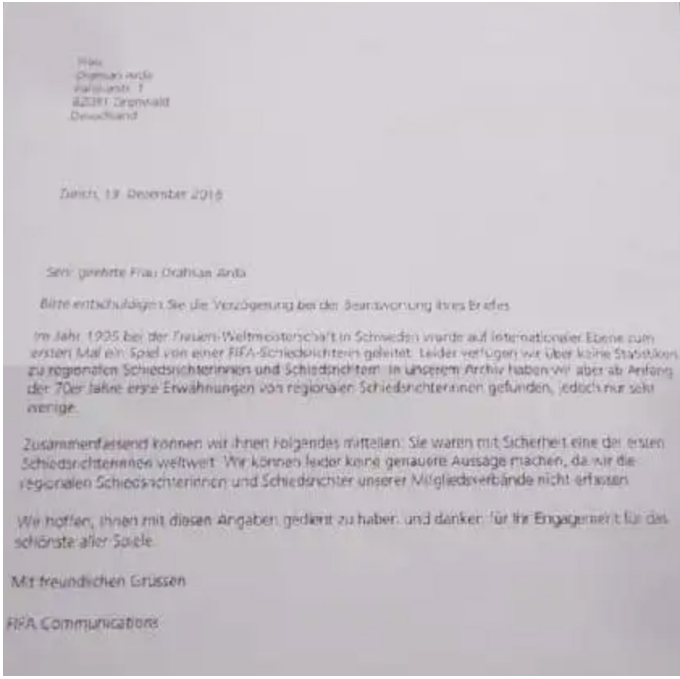 Frau
Drahsan Arda
1
Deutschland
Zürich, 19. Dezember 2016
Sehr geehrte Frau Drahsan Arda
Bitte entschuldigen Sie die Verzögerung bei der Beantwortung Ihres Briefes.
Im Jahr 1995 bei der Frauen-Weltmeisterschaft in Schweden wurde auf internationaler Ebene zum
ersten Mal ein Spiel von einer FIFA-Schiedsrichterin geleitet. Leider verfügen wir über keine Statistiken
zu regionalen Schiedsrichterinnen und Schiedsrichtern. In unserem Archiv haben wir aber ab Anfang
der 70er Jahre erste Erwähnungen von regionalen Schiedsrichterinnen gefunden, jedoch nur sehr
wenige.
Zusammenfassend können wir Ihnen Folgendes mitteilen: Sie waren mit Sicherheit eine der ersten
Schiedsrichterinnen weltweit. Wir können leider keine genauere Aussage machen, da wir die
regionalen Schiedsrichterinnen und Schiedsrichter unserer Mitgliedsverbände nicht erfassen.
Wir hoffen, Ihnen mit diesen Angaben gedient zu haben und danken für Ihr Engagement für das
schönste aller Spiele.
Mit freundlichen Grüssen
FIFA Communications